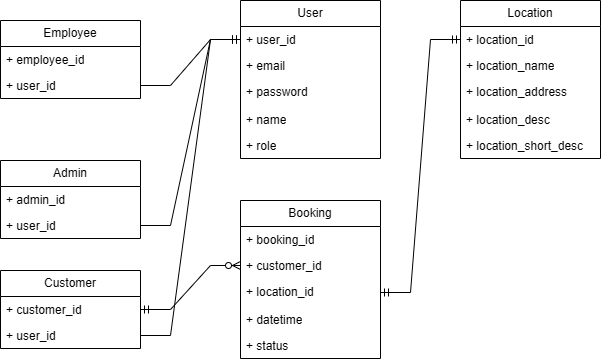 Employee
+ employee_id
+ user_id
User
+ user_id
+ email
+ password
+ name
+ role
Location
+ location_id
+ location_name
+ location_address
+ location_desc
+ location_short_desc
Admin
+ admin_id
+ user_id
Customer
+ customer_id
+ user_id
Booking
+ booking_id
+ customer_id
+ location_id
+ datetime
+ status